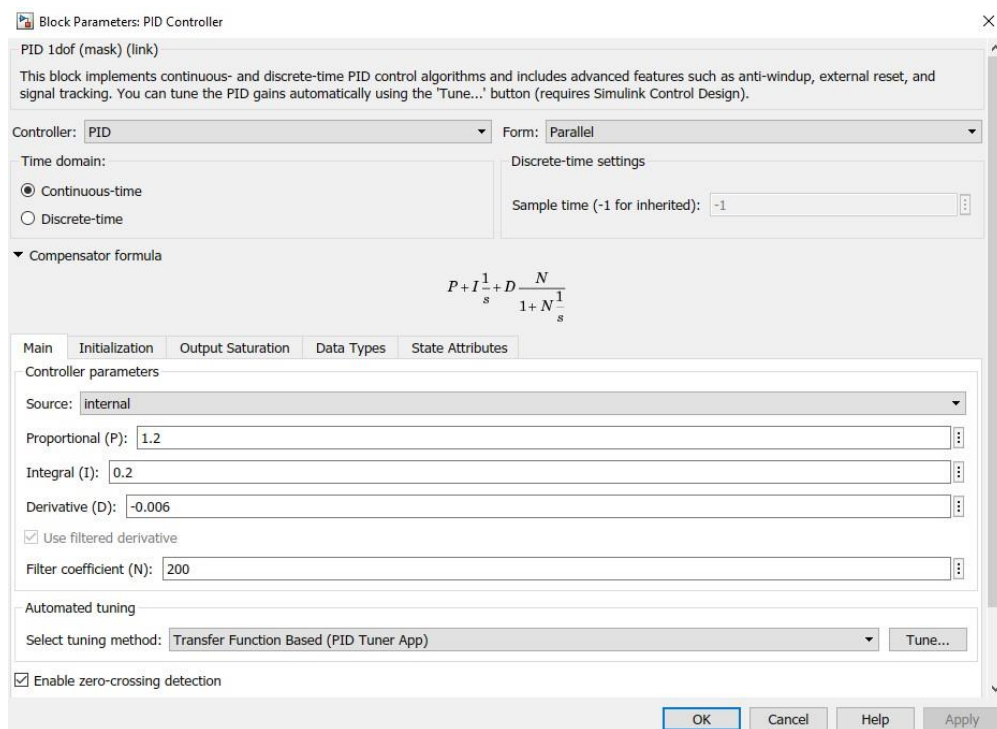 Block Parameters: PID Controller
PID 1dof (mask) (link)
This block implements continuous- and discrete-time PID control algorithms and includes advanced features such as anti-windup, external reset, and
signal tracking. You can tune the PID gains automatically using the 'Tune...' button (requires Simulink Control Design).
Controller: PID Form: Parallel
Time domain: Discrete-time settings
Continuous-time
Sample time (-1 for inherited): -1
Discrete-time
Compensator formula
P + I 1/s + D N/(1 + N 1/s)
Main Initialization Output Saturation Data Types State Attributes
Controller parameters
Source: internal
Proportional (P): 1.2
Integral (I): 0.2
Derivative (D): -0.006
Use filtered derivative
Filter coefficient (N): 200
Automated tuning
Select tuning method: Transfer Function Based (PID Tuner App) Tune...
Enable zero-crossing detection
OK Cancel Help Apply